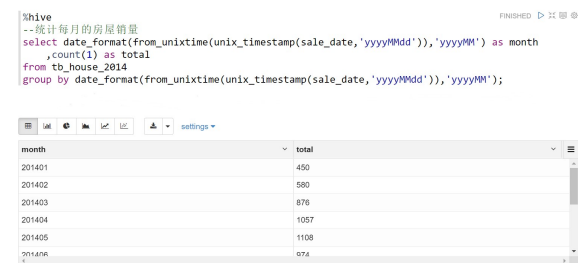 %hive
FINISHED
--统计每月的房屋销量
select date_format(from_unixtime(unix_timestamp(sale_date,'yyyyMMdd')),'yyyyMM') as month
,count(1) as total
from tb_house_2014
group by date_format(from_unixtime(unix_timestamp(sale_date,'yyyyMMdd')),'yyyyMM');
settings
month total
201401 450
201402 580
201403 876
201404 1057
201405 1108
201406 974